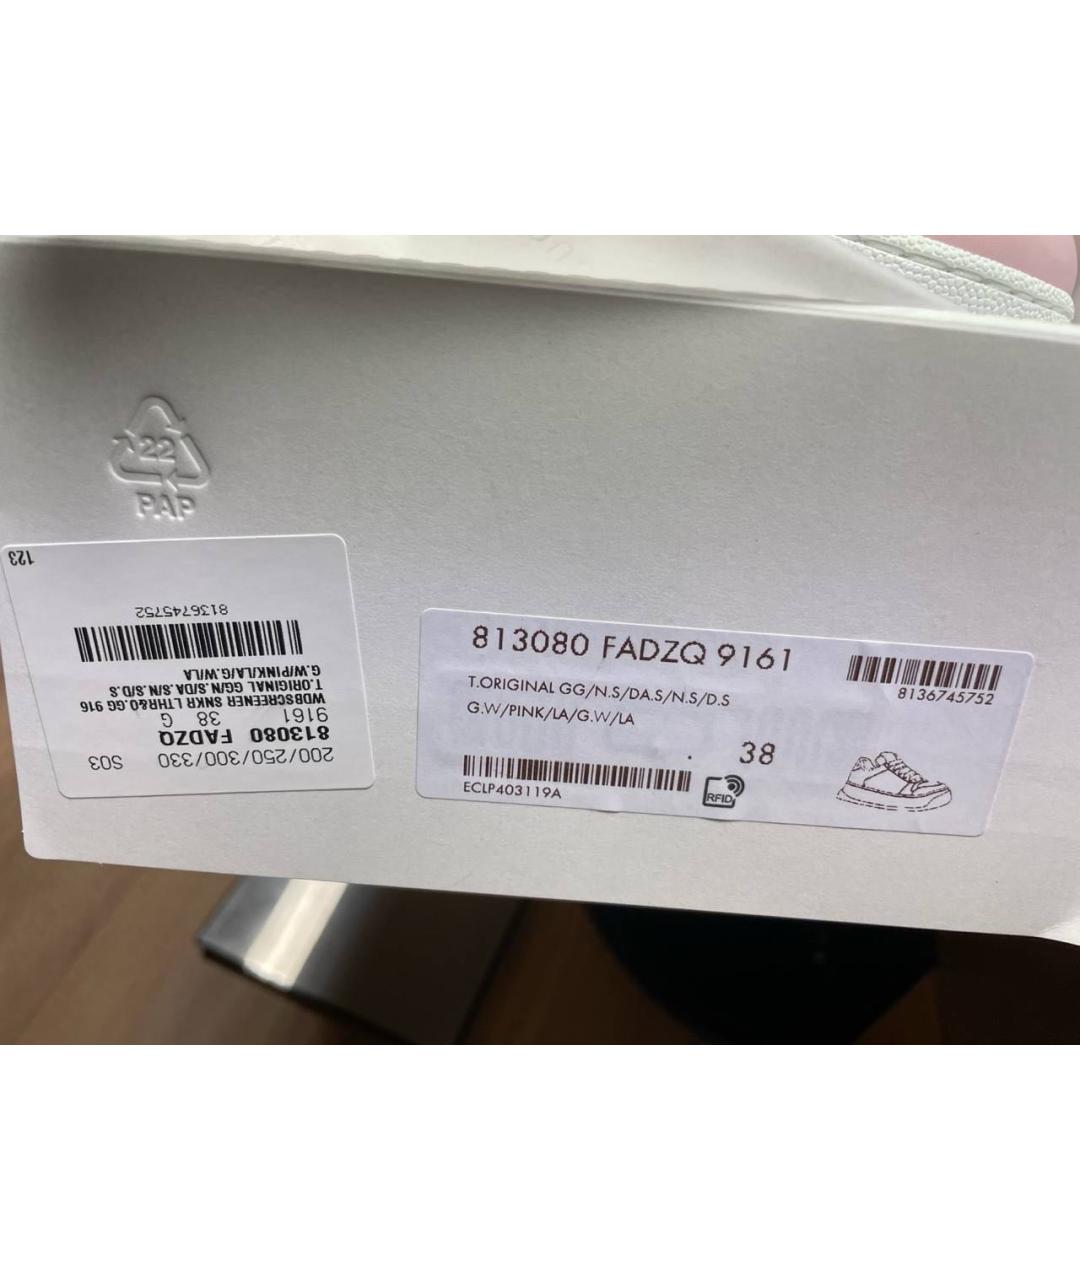 22
PAP
123
8136745752
200/250/300/330 S03
813080 FADZQ
9161 38 G
WDBSCREENER SNKR LTHR&0.GG 916
T.ORIGINAL GG/N.S/DA S/N.S/D.S
G.W/PINK/LA/G.W/LA
813080 FADZQ 9161
8136745752
T.ORIGINAL GG/N.S/DA.S/N.S/D.S
G.W/PINK/LA/G.W/LA
. 38
ECLP403119A
RFID